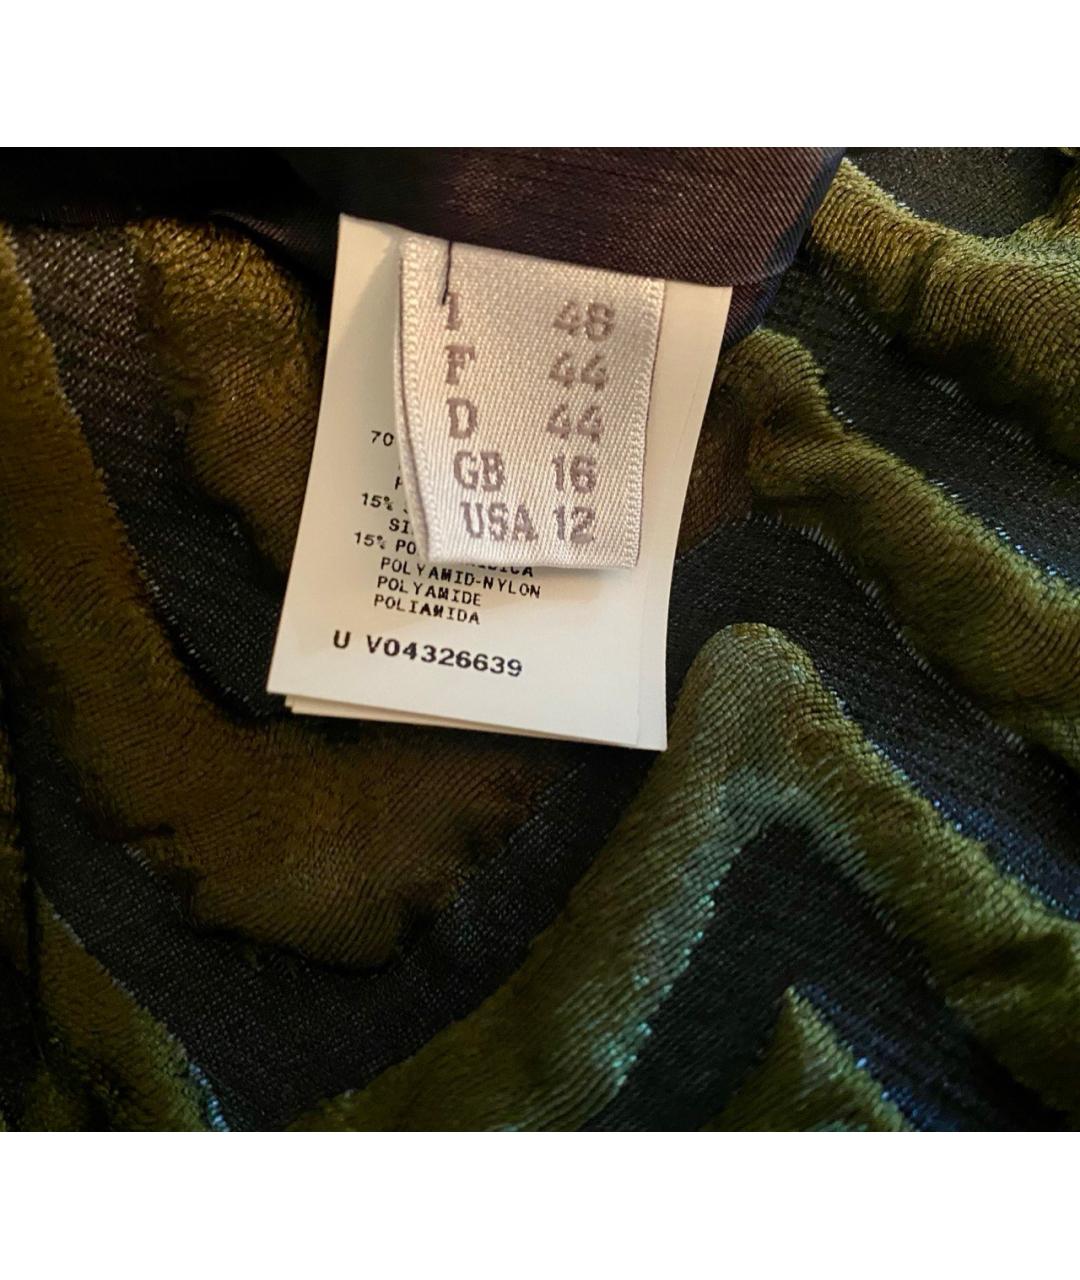 I 48
F 44
D 44
GB 16
USA 12
70
15%
15% PO
POLYAMID-NYLON
POLYAMIDE
POLIAMIDA
U V04326639